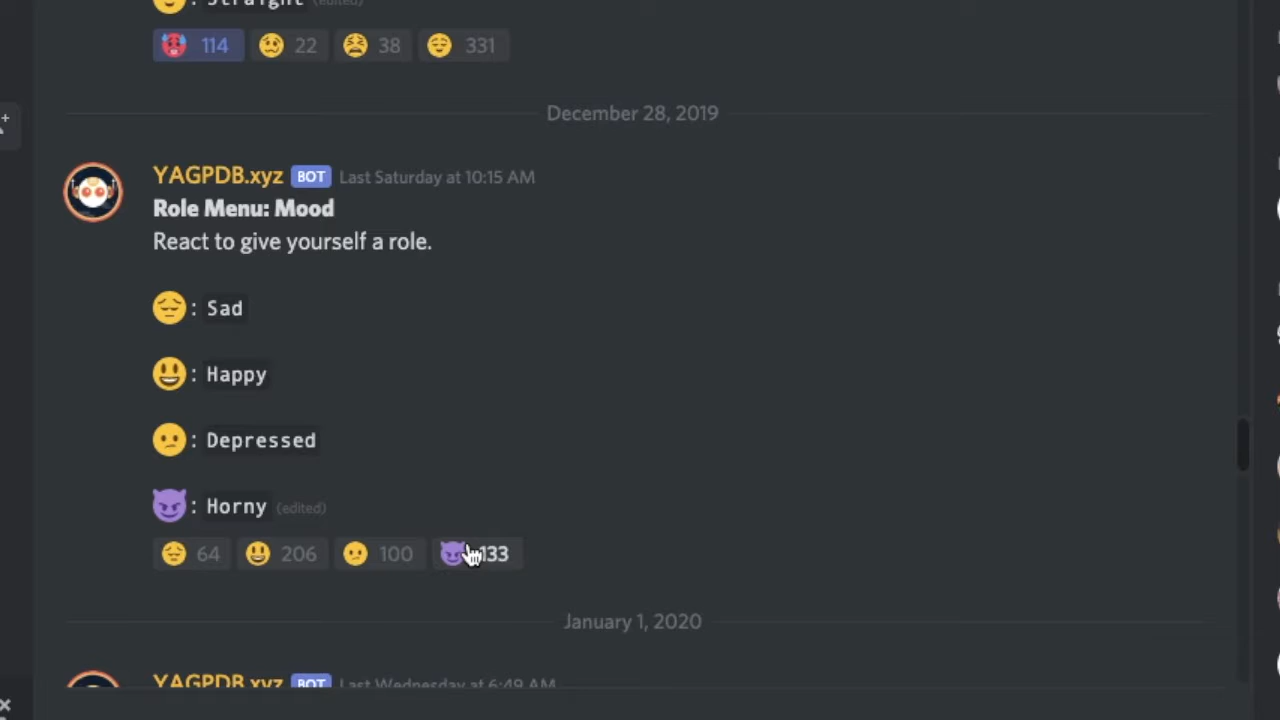 : Straight (edited)
114 22 38 331
December 28, 2019
YAGPDB.xyz BOT Last Saturday at 10:15 AM
Role Menu: Mood
React to give yourself a role.
: Sad
: Happy
: Depressed
: Horny (edited)
64 206 100 133
January 1, 2020
YAGPDB.xyz BOT Last Wednesday at 6:49 AM